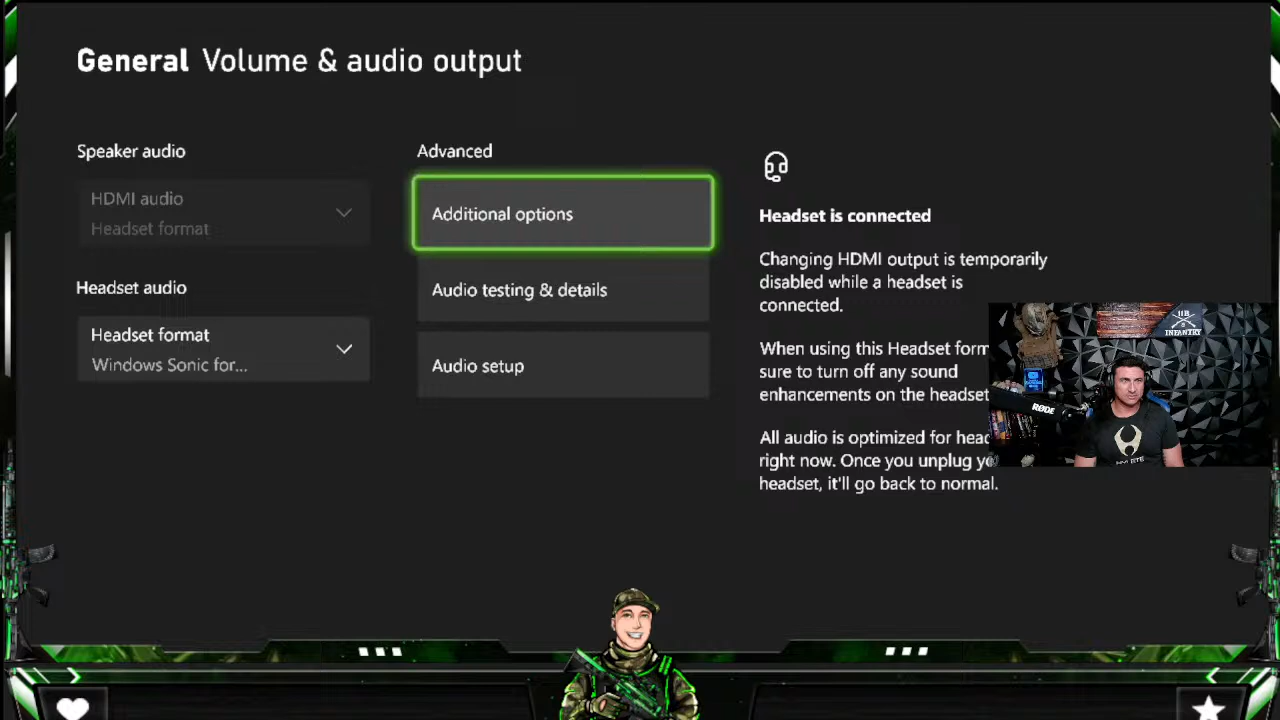 General Volume & audio output
Speaker audio
HDMI audio
Headset format
Headset audio
Headset format
Windows Sonic for...
Advanced
Additional options
Audio testing & details
Audio setup
Headset is connected
Changing HDMI output is temporarily
disabled while a headset is
connected.
When using this Headset form
sure to turn off any sound
enhancements on the headset
All audio is optimized for head
right now. Once you unplug yo
headset, it'll go back to normal.
11B
INFANTRY
RØDE